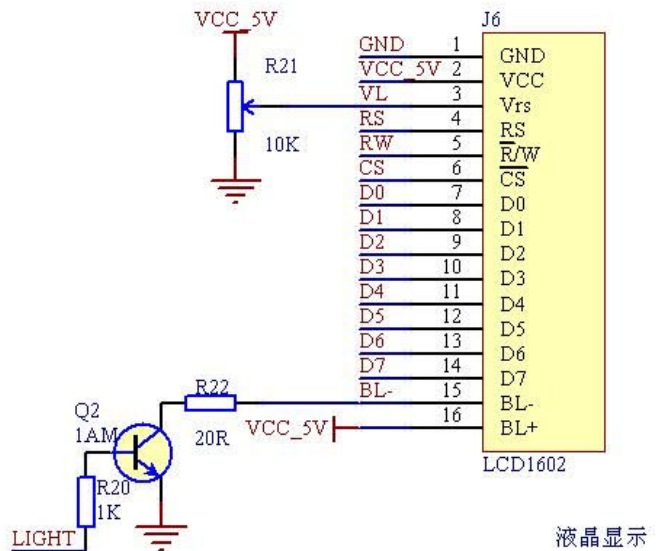 VCC_5V
J6
R21
10K
GND 1 GND
VCC_5V 2 VCC
VL 3 Vrs
RS 4 RS
RW 5 R/W
CS 6 CS
D0 7 D0
D1 8 D1
D2 9 D2
D3 10 D3
D4 11 D4
D5 12 D5
D6 13 D6
D7 14 D7
BL- 15 BL-
VCC_5V 16 BL+
LCD1602
R22
20R
Q2
1AM
R20
1K
LIGHT
液晶显示